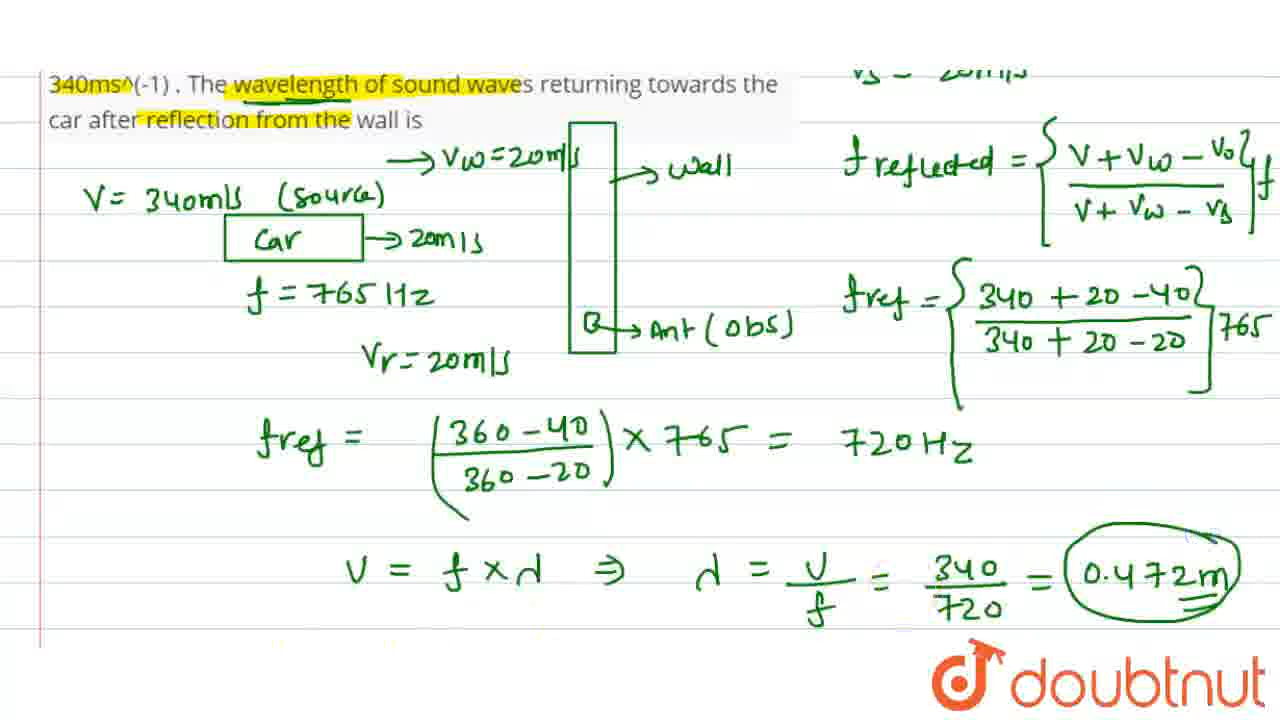 340ms^(-1) . The wavelength of sound waves returning towards the
car after reflection from the wall is
→ Vw = 20m/s
→ wall
V = 340m/s (source)
Car → 20m/s
f = 765 Hz
→ Ant (obs)
Vr = 20m/s
f reflected = { V + Vw - Vo / V + Vw - Vs } f
fref = { 340 + 20 - 40 / 340 + 20 - 20 } 765
fref = ( 360 - 40 / 360 - 20 ) × 765 = 720 Hz
V = f × λ ⇒ λ = V / f = 340 / 720 = 0.472m
doubtnut